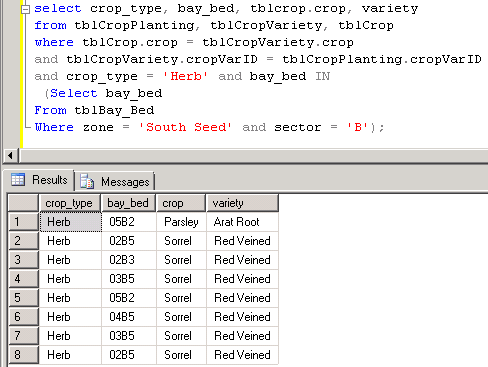 select crop_type, bay_bed, tblcrop.crop, variety
from tblCropPlanting, tblCropVariety, tblCrop
where tblCrop.crop = tblCropVariety.crop
and tblCropVariety.cropVarID = tblCropPlanting.cropVarID
and crop_type = 'Herb' and bay_bed IN
(Select bay_bed
From tblBay_Bed
Where zone = 'South Seed' and sector = 'B');
Results Messages
crop_type bay_bed crop variety
1 Herb 05B2 Parsley Arat Root
2 Herb 02B5 Sorrel Red Veined
3 Herb 02B3 Sorrel Red Veined
4 Herb 03B5 Sorrel Red Veined
5 Herb 05B2 Sorrel Red Veined
6 Herb 04B5 Sorrel Red Veined
7 Herb 03B5 Sorrel Red Veined
8 Herb 02B5 Sorrel Red Veined